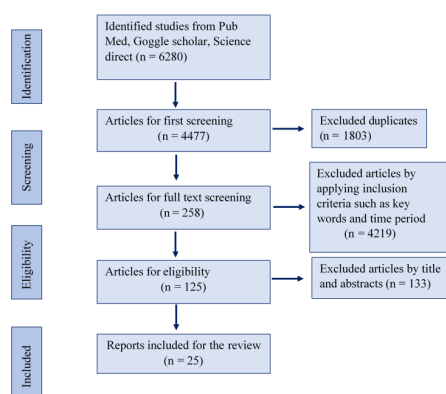 Identification
Identified studies from Pub
Med, Goggle scholar, Science
direct (n = 6280)
Articles for first screening
(n = 4477)
Excluded duplicates
(n = 1803)
Screening
Articles for full text screening
(n = 258)
Excluded articles by
applying inclusion
criteria such as key
words and time period
(n = 4219)
Eligibility
Articles for eligibility
(n = 125)
Excluded articles by title
and abstracts (n = 133)
Included
Reports included for the review
(n = 25)